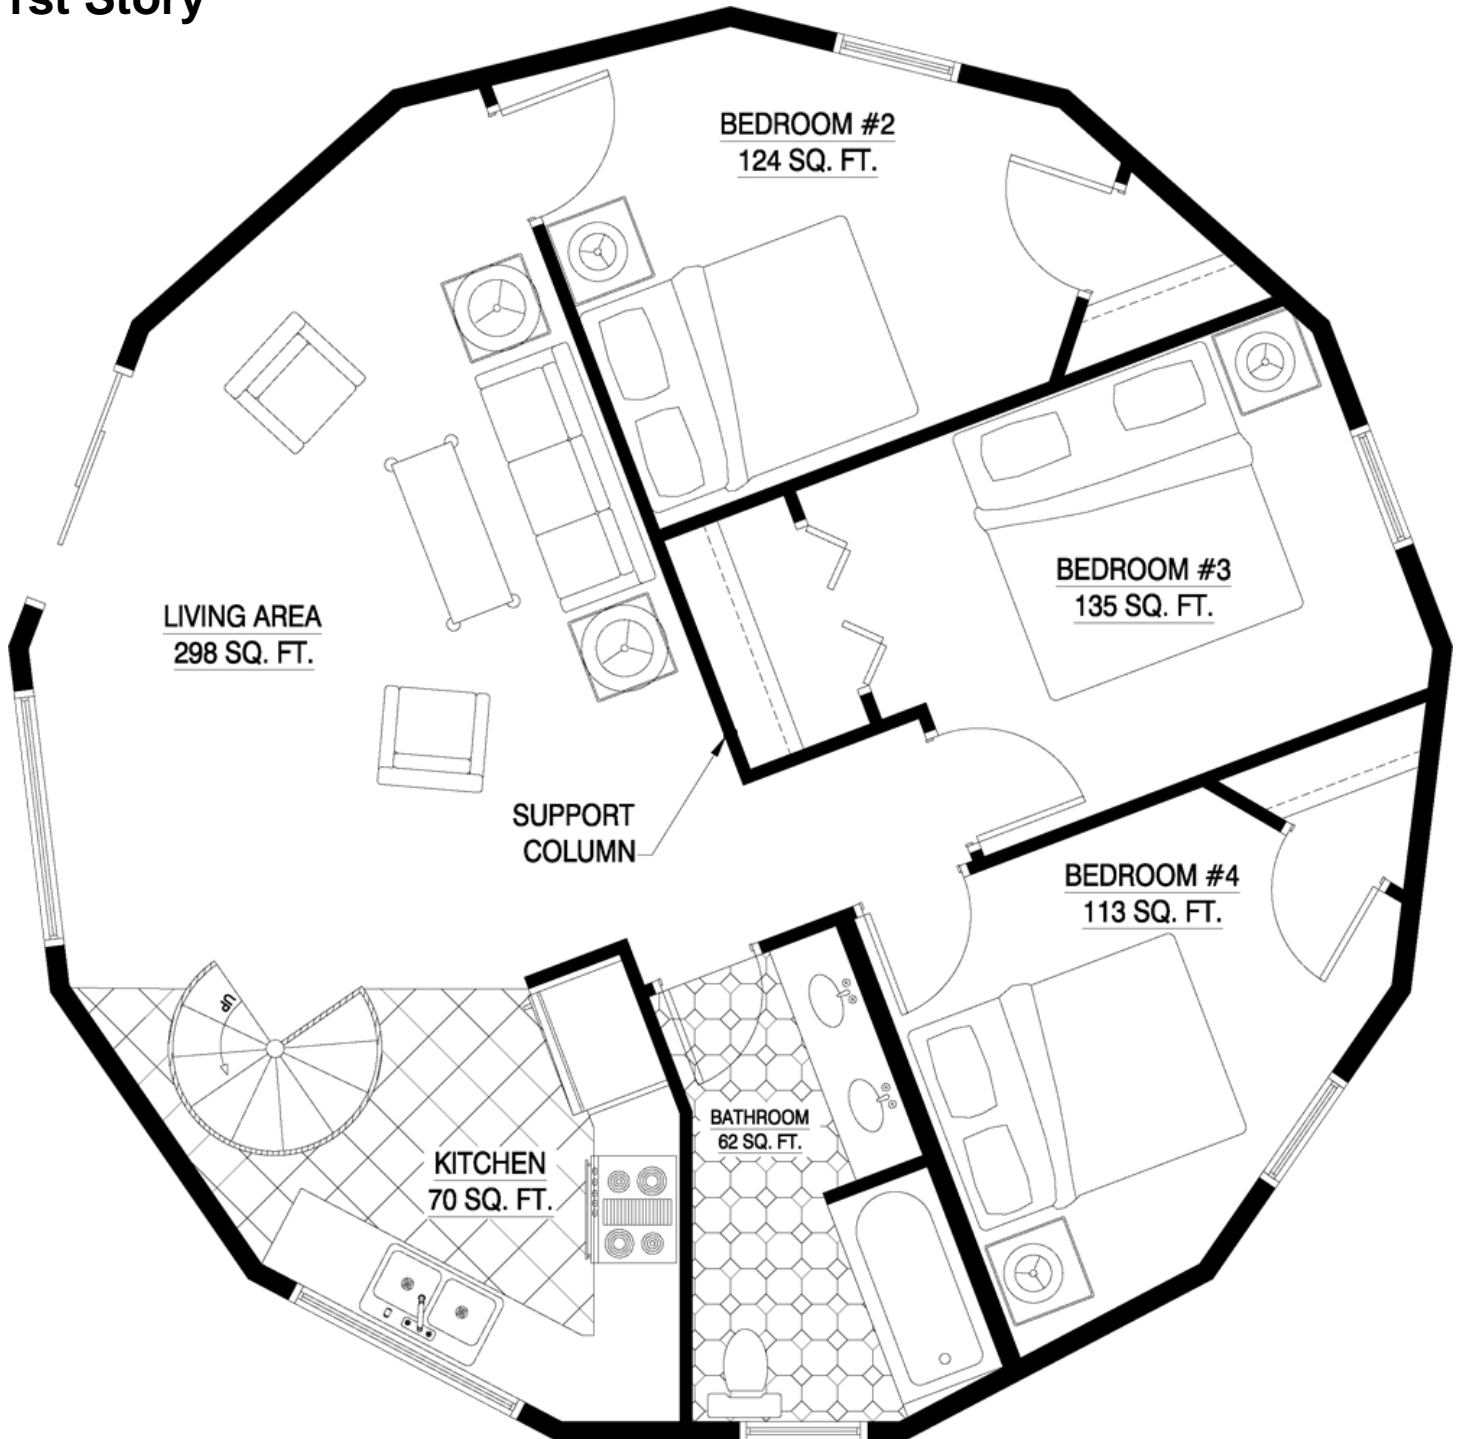 1st Story
BEDROOM #2
124 SQ. FT.
BEDROOM #3
135 SQ. FT.
LIVING AREA
298 SQ. FT.
SUPPORT
COLUMN
BEDROOM #4
113 SQ. FT.
UP
BATHROOM
62 SQ. FT.
KITCHEN
70 SQ. FT.